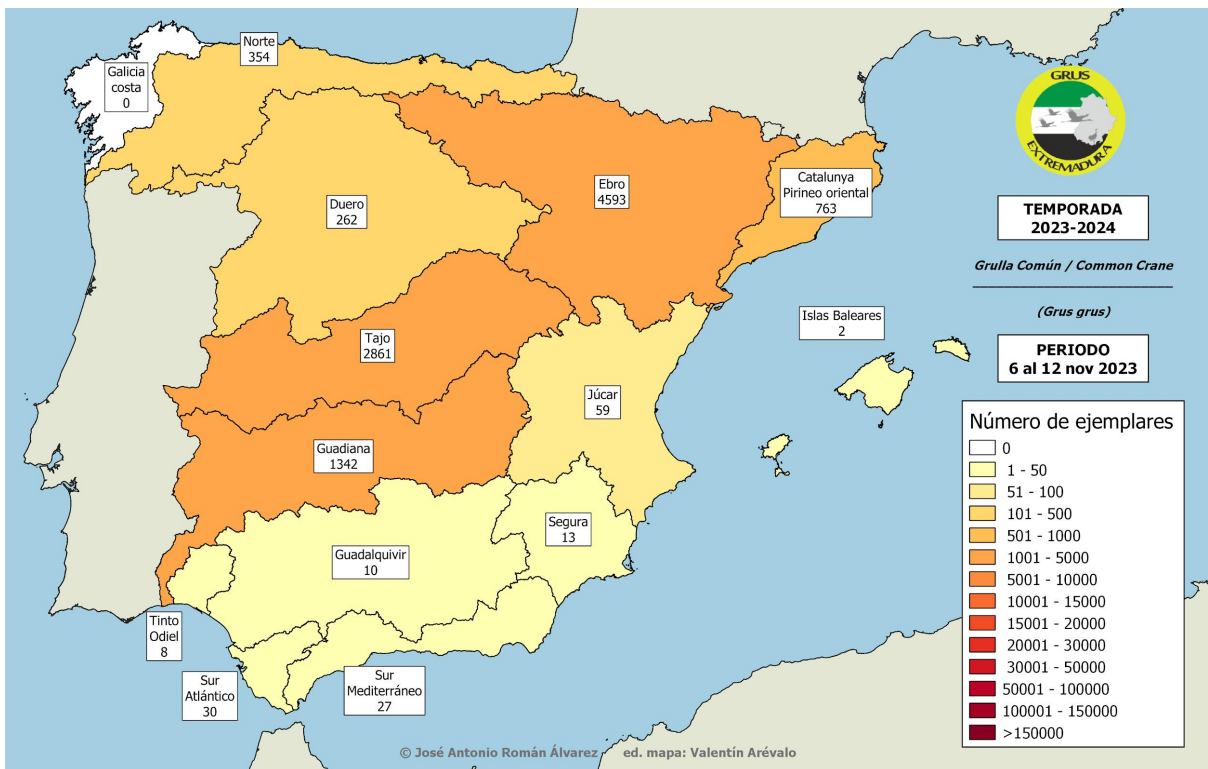 Norte
354
Galicia
costa
0
GRUS
EXTREMADURA
Ebro
4593
Catalunya
Pirineo oriental
763
Duero
262
TEMPORADA
2023-2024
Grulla Común / Common Crane
(Grus grus)
Islas Baleares
2
Tajo
2861
PERIODO
6 al 12 nov 2023
Júcar
59
Número de ejemplares
0
1 - 50
51 - 100
101 - 500
501 - 1000
1001 - 5000
5001 - 10000
10001 - 15000
15001 - 20000
20001 - 30000
30001 - 50000
50001 - 100000
100001 - 150000
>150000
Guadiana
1342
Segura
13
Guadalquivir
10
Tinto
Odiel
8
Sur
Atlántico
30
Sur
Mediterráneo
27
© José Antonio Román Álvarez ed. mapa: Valentín Arévalo